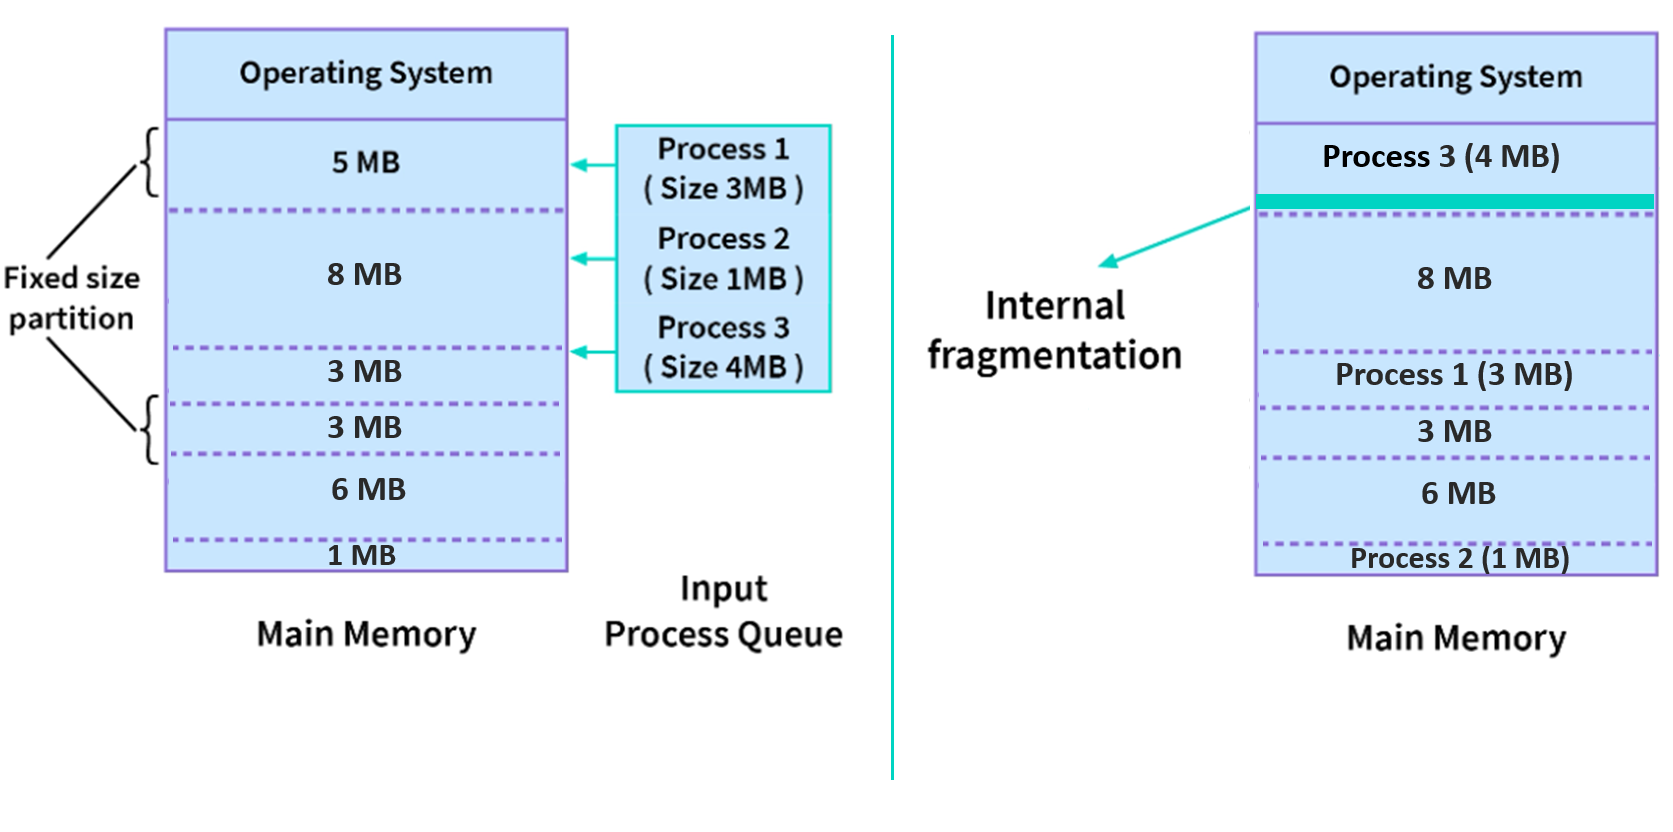 Operating System
5 MB
8 MB
3 MB
3 MB
6 MB
1 MB
Fixed size
partition
Main Memory
Process 1
( Size 3MB )
Process 2
( Size 1MB )
Process 3
( Size 4MB )
Input
Process Queue
Internal
fragmentation
Operating System
Process 3 (4 MB)
8 MB
Process 1 (3 MB)
3 MB
6 MB
Process 2 (1 MB)
Main Memory